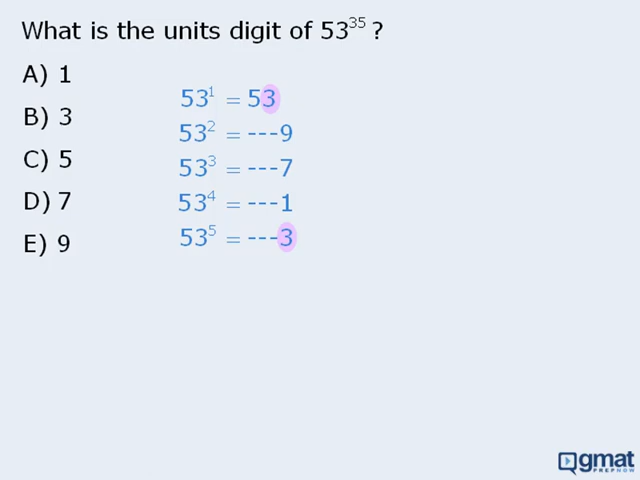 What is the units digit of 53³⁵ ?
A) 1
B) 3
C) 5
D) 7
E) 9
53¹ = 53
53² = ---9
53³ = ---7
53⁴ = ---1
53⁵ = ---3
gmat
PREPNOW